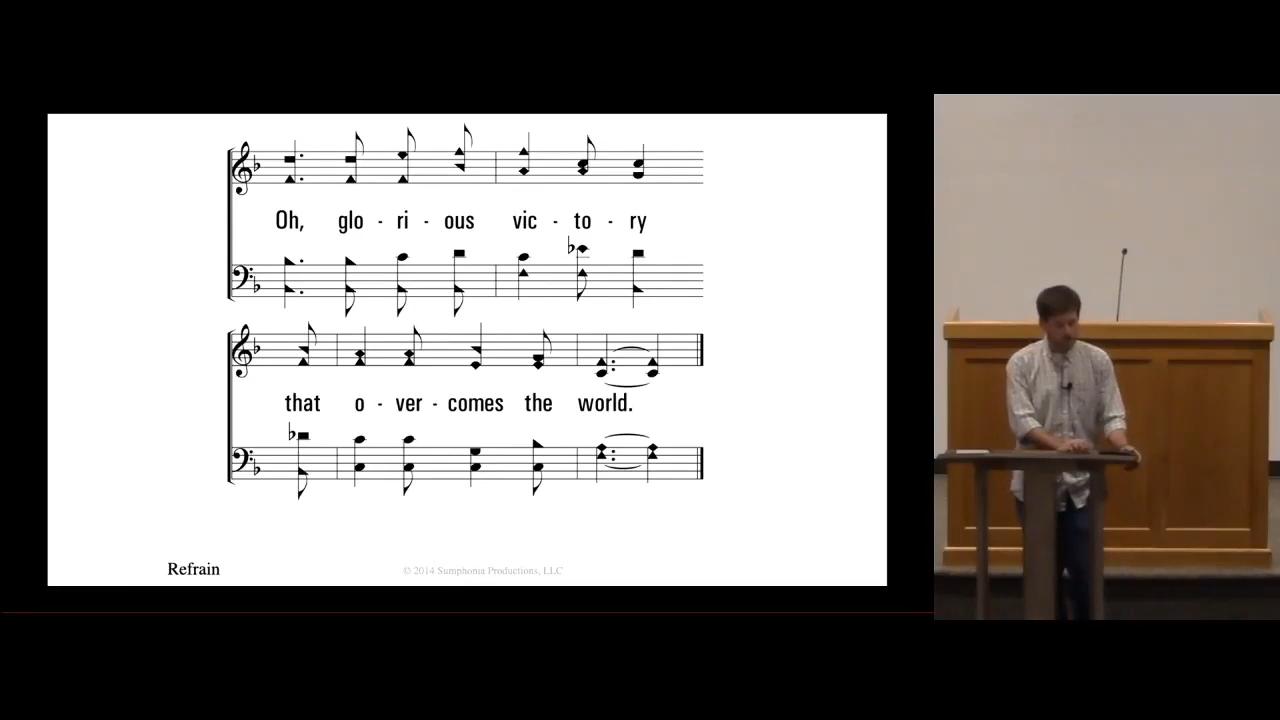 Oh, glo - ri - ous vic - to - ry
that o - ver - comes the world.
Refrain
© 2014 Sumphonia Productions, LLC